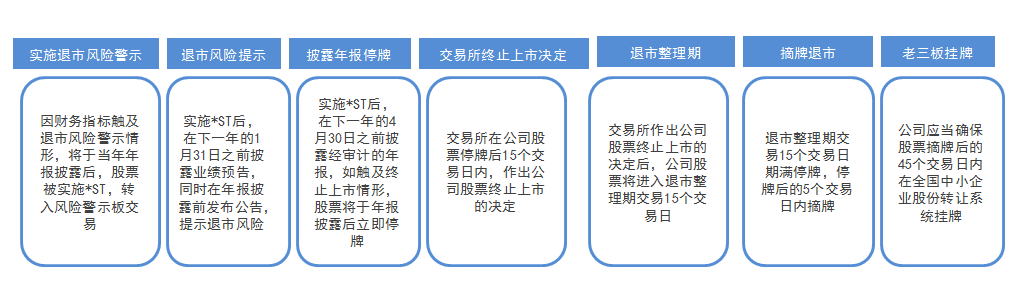 实施退市风险警示
因财务指标触及
退市风险警示情
形，将于当年年
报披露后，股票
被实施*ST，转
入风险警示板交
易
退市风险提示
实施*ST后，
在下一年的1
月31日之前披
露业绩预告，
同时在年报披
露前发布公告，
提示退市风险
披露年报停牌
实施*ST后，
在下一年的4
月30日之前披
露经审计的年
报，如触及终
止上市情形，
股票将于年报
披露后立即停
牌
交易所终止上市决定
交易所在公司股
票停牌后15个交
易日内，作出公
司股票终止上市
的决定
退市整理期
交易所作出公司
股票终止上市的
决定后，公司股
票将进入退市整
理期交易15个交
易日
摘牌退市
退市整理期交
易15个交易日
期满停牌，停
牌后的5个交易
日内摘牌
老三板挂牌
公司应当确保
股票摘牌后的
45个交易日内
在全国中小企
业股份转让系
统挂牌